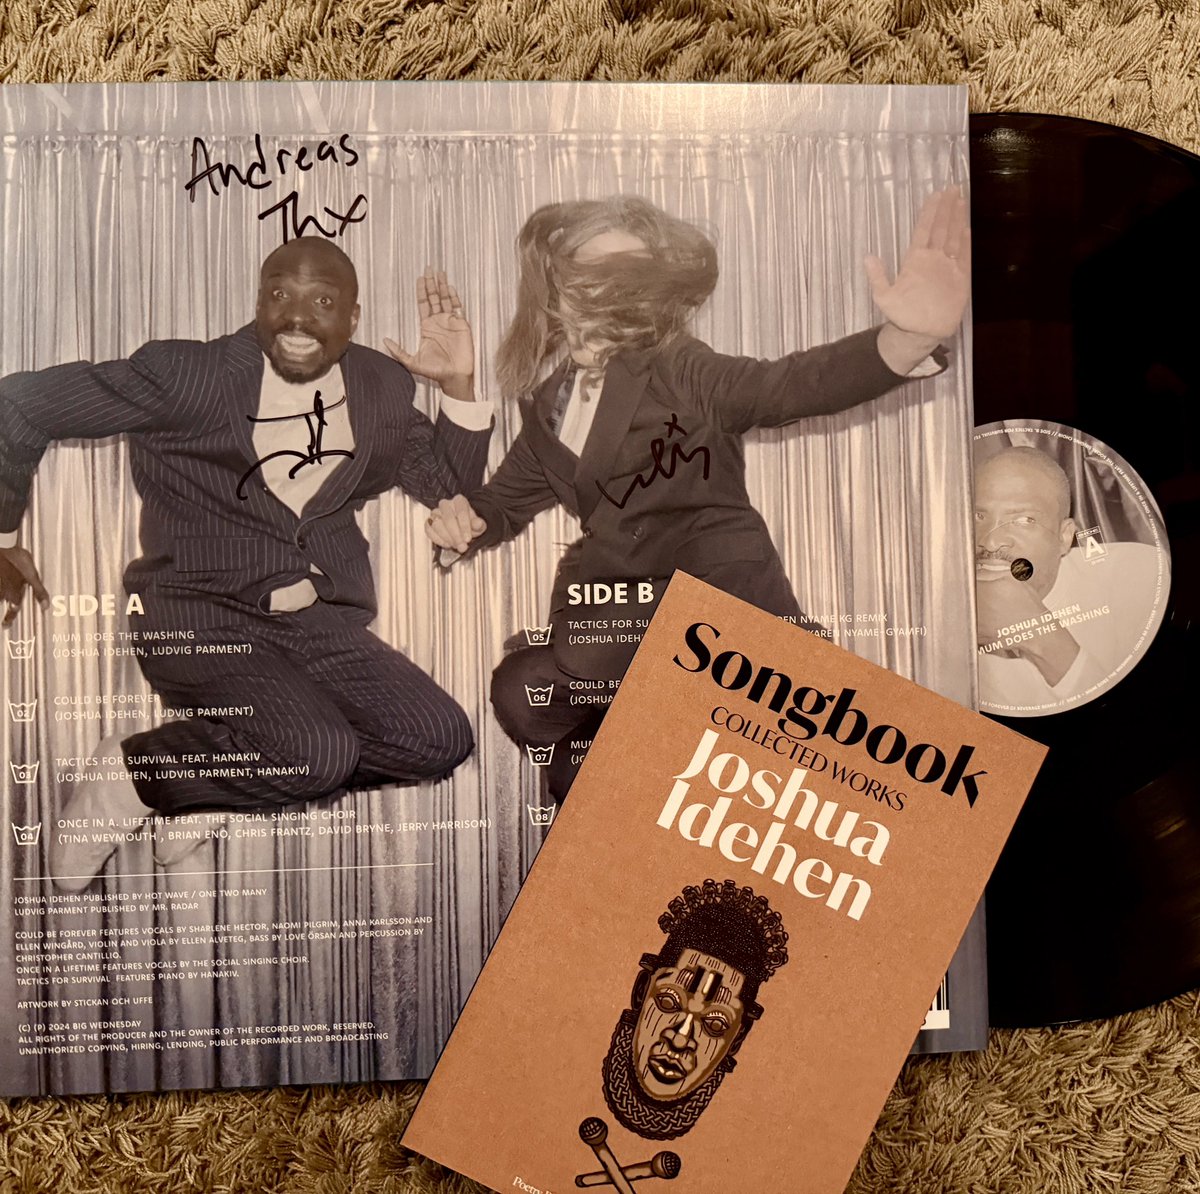 Andreas
Thx
SIDE A
01
MUM DOES THE WASHING
(JOSHUA IDEHEN, LUDVIG PARMENT)
02
COULD BE FOREVER
(JOSHUA IDEHEN, LUDVIG PARMENT)
03
TACTICS FOR SURVIVAL FEAT. HANAKIV
(JOSHUA IDEHEN, LUDVIG PARMENT, HANAKIV)
04
ONCE IN A. LIFETIME FEAT. THE SOCIAL SINGING CHOIR
(TINA WEYMOUTH , BRIAN ENO, CHRIS FRANTZ, DAVID BRYNE, JERRY HARRISON)
JOSHUA IDEHEN PUBLISHED BY HOT WAVE / ONE TWO MANY
LUDVIG PARMENT PUBLISHED BY MR. RADAR
COULD BE FOREVER FEATURES VOCALS BY SHARLENE HECTOR, NAOMI PILGRIM, ANNA KARLSSON AND
ELLEN WINGÅRD, VIOLIN AND VIOLA BY ELLEN ALVETEG, BASS BY LOVE ÖRSAN AND PERCUSSION BY
CHRISTOPHER CANTILLIO.
ONCE IN A LIFETIME FEATURES VOCALS BY THE SOCIAL SINGING CHOIR.
TACTICS FOR SURVIVAL FEATURES PIANO BY HANAKIV.
ARTWORK BY STICKAN OCH UFFE
(C) (P) 2024 BIG WEDNESDAY
ALL RIGHTS OF THE PRODUCER AND THE OWNER OF THE RECORDED WORK, RESERVED.
UNAUTHORIZED COPYING, HIRING, LENDING, PUBLIC PERFORMANCE AND BROADCASTING
SIDE B
05
TACTICS FOR SU EN NYAME KG REMIX
(JOSHUA IDEH KAREN NYAME-GYAMFI)
06
COULD BE
(JOSHUA
07
MU
(JO
08
Songbook
COLLECTED WORKS
Joshua
Idehen
Poetry
SIDE
A
JOSHUA IDEHEN
MUM DOES THE WASHING